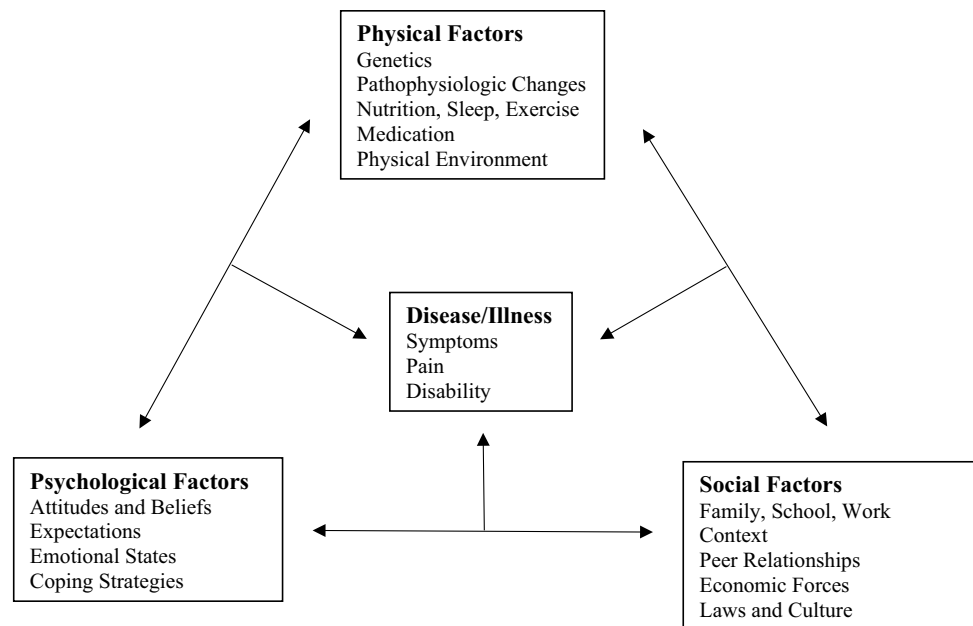 Physical Factors
Genetics
Pathophysiologic Changes
Nutrition, Sleep, Exercise
Medication
Physical Environment
Disease/Illness
Symptoms
Pain
Disability
Psychological Factors
Attitudes and Beliefs
Expectations
Emotional States
Coping Strategies
Social Factors
Family, School, Work
Context
Peer Relationships
Economic Forces
Laws and Culture